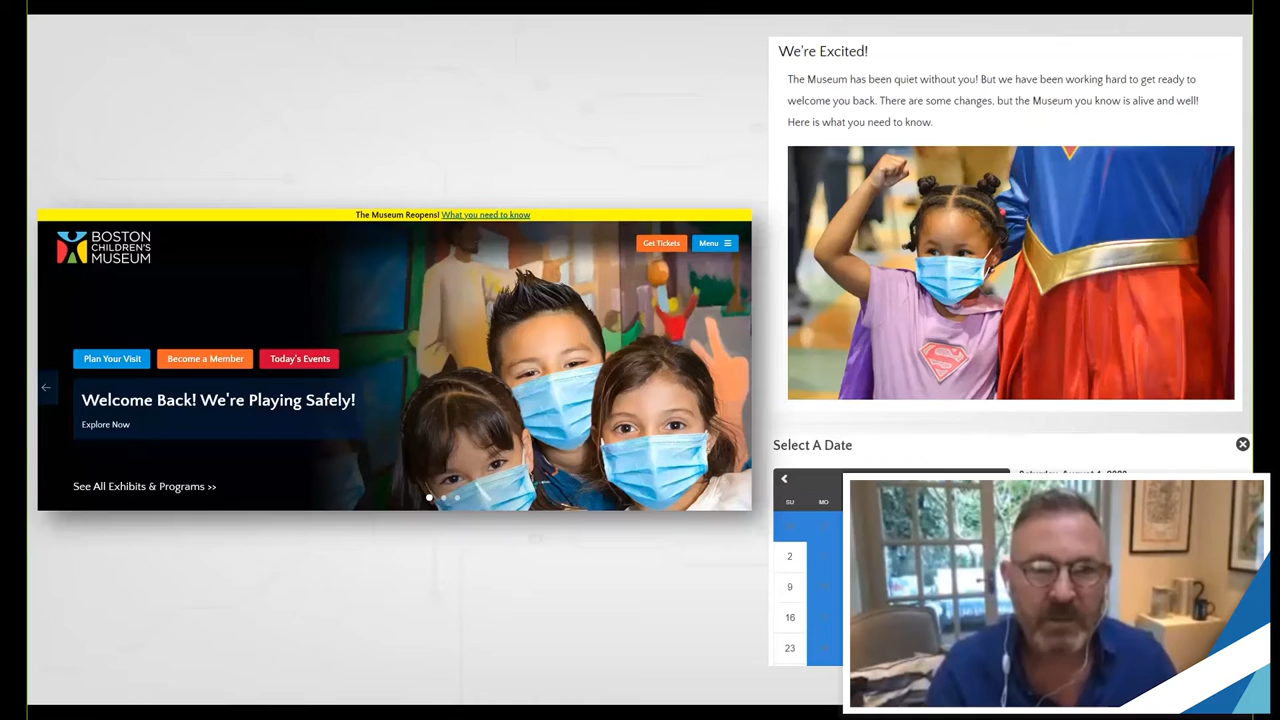 The Museum Reopens! What you need to know
BOSTON
CHILDREN'S
MUSEUM
Get Tickets
Menu
Plan Your Visit
Become a Member
Today's Events
Welcome Back! We're Playing Safely!
Explore Now
See All Exhibits & Programs >>
We're Excited!
The Museum has been quiet without you! But we have been working hard to get ready to
welcome you back. There are some changes, but the Museum you know is alive and well!
Here is what you need to know.
S
Select A Date
Saturday, August 1, 2020
SU MO
2
9
16
23